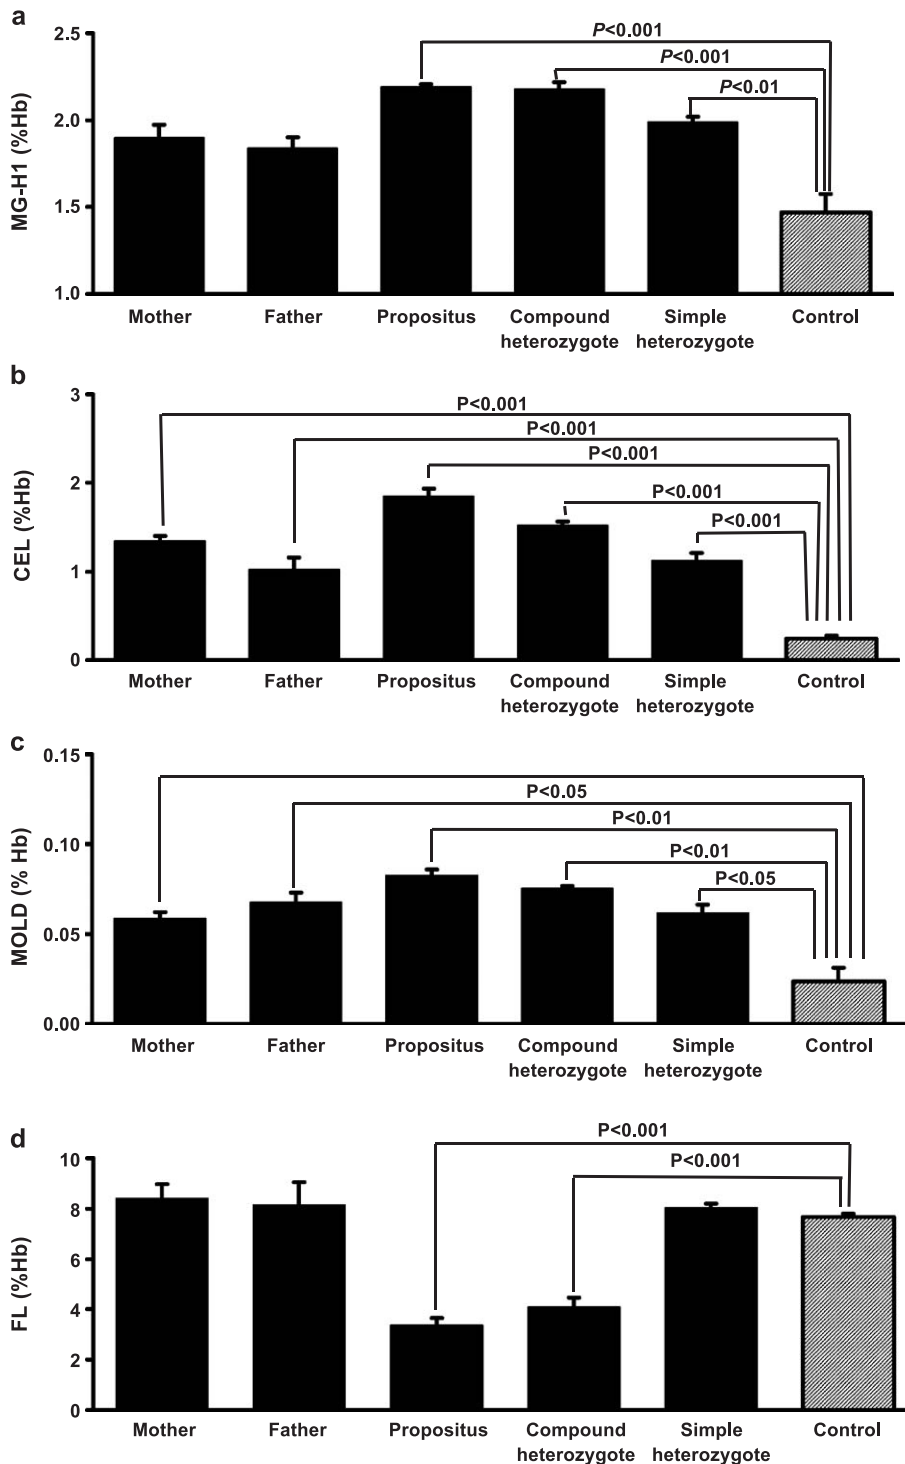 a
MG-H1 (%Hb)
2.5
2.0
1.5
1.0
P<0.001
P<0.001
P<0.01
Mother Father Propositus Compound heterozygote Simple heterozygote Control
b
CEL (%Hb)
3
2
1
0
P<0.001
P<0.001
P<0.001
P<0.001
P<0.001
Mother Father Propositus Compound heterozygote Simple heterozygote Control
c
MOLD (% Hb)
0.15
0.10
0.05
0.00
P<0.05
P<0.01
P<0.01
P<0.05
Mother Father Propositus Compound heterozygote Simple heterozygote Control
d
FL (%Hb)
10
8
6
4
2
0
P<0.001
P<0.001
Mother Father Propositus Compound heterozygote Simple heterozygote Control